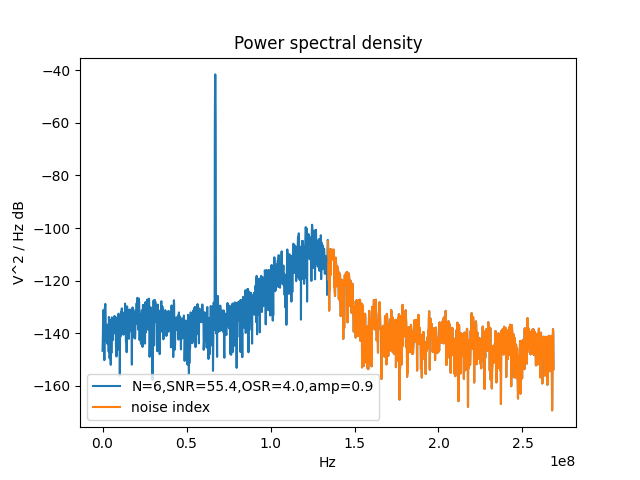 Power spectral density
V^2 / Hz dB
−40
−60
−80
−100
−120
−140
−160
N=6,SNR=55.4,OSR=4.0,amp=0.9
noise index
0.0 0.5 1.0 1.5 2.0 2.5
1e8
Hz